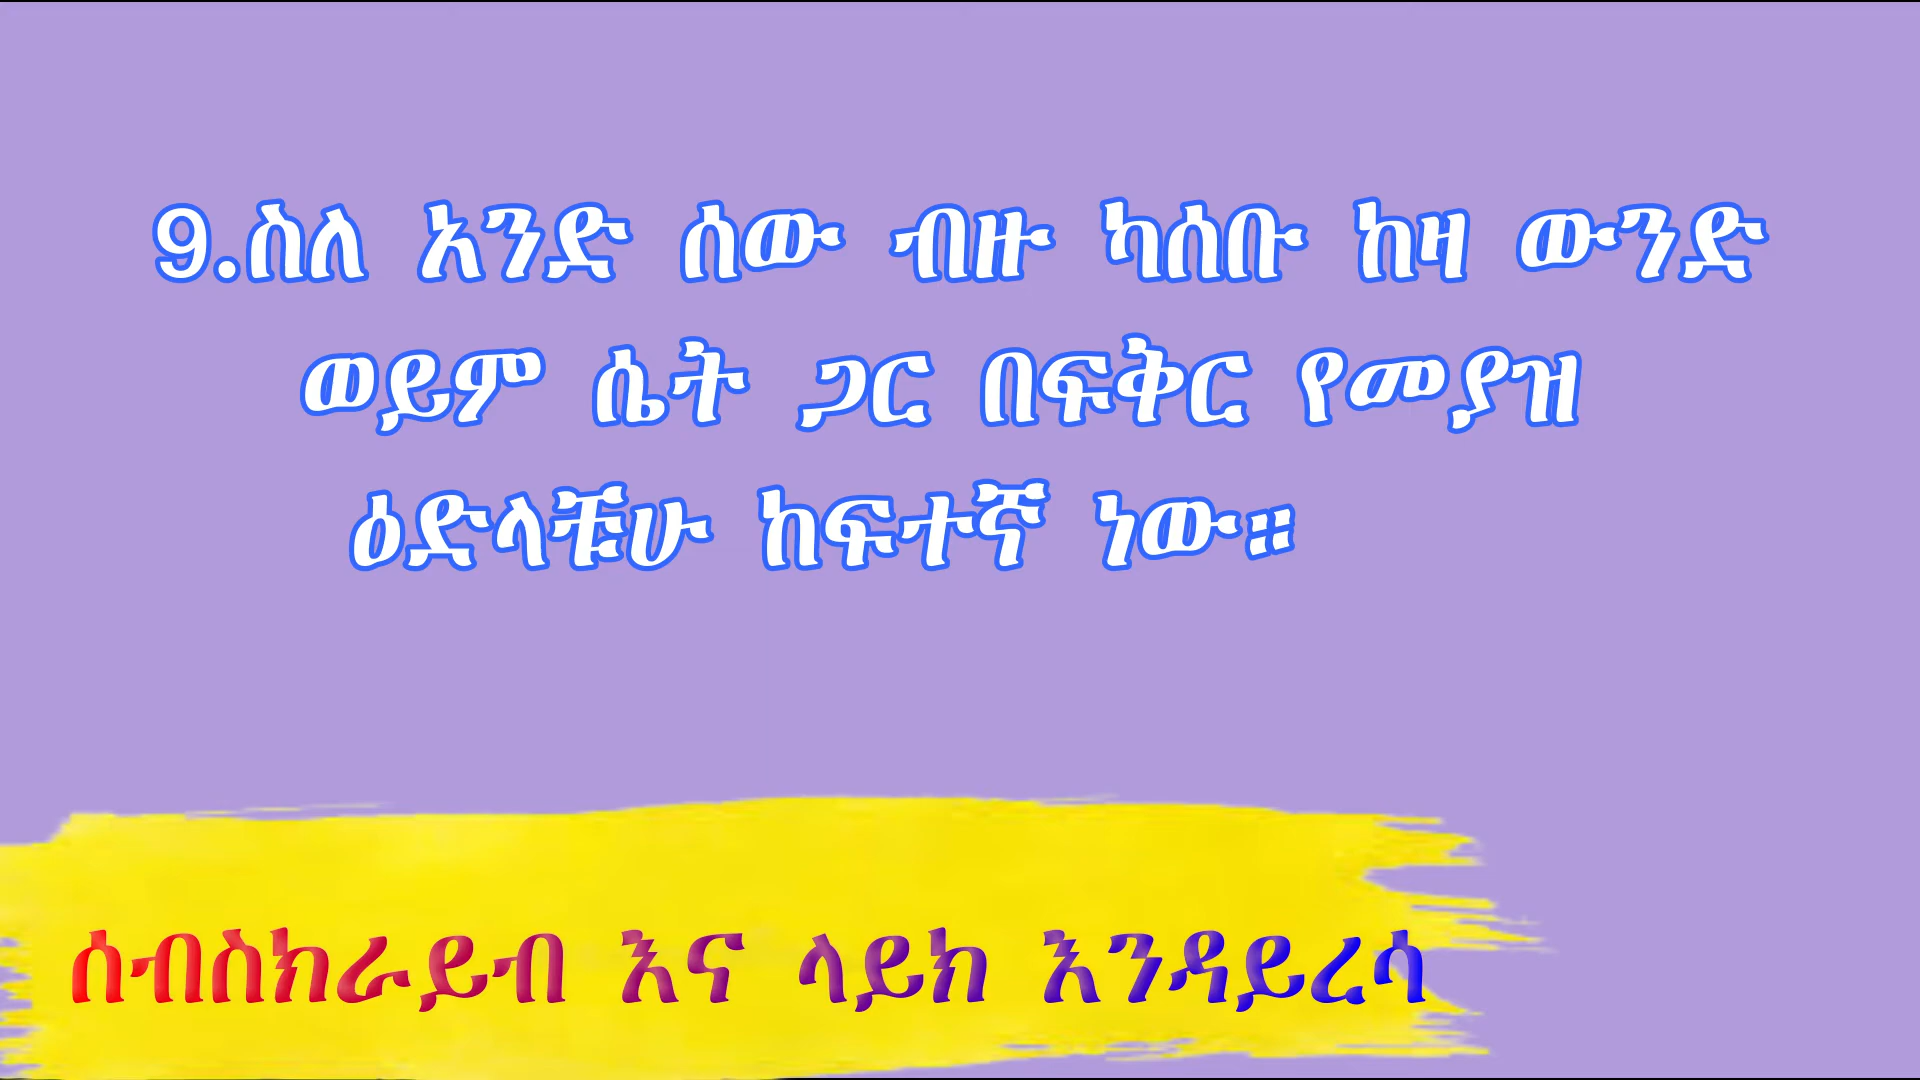 9.ስለ አንድ ሰው ብዙ ካሰቡ ከዛ ውንድ
ወይም ሴት ጋር በፍቅር የመያዝ
ዕድላቹሁ ከፍተኛ ነው።
ሰብስክራይብ እና ላይክ እንዳይረሳ